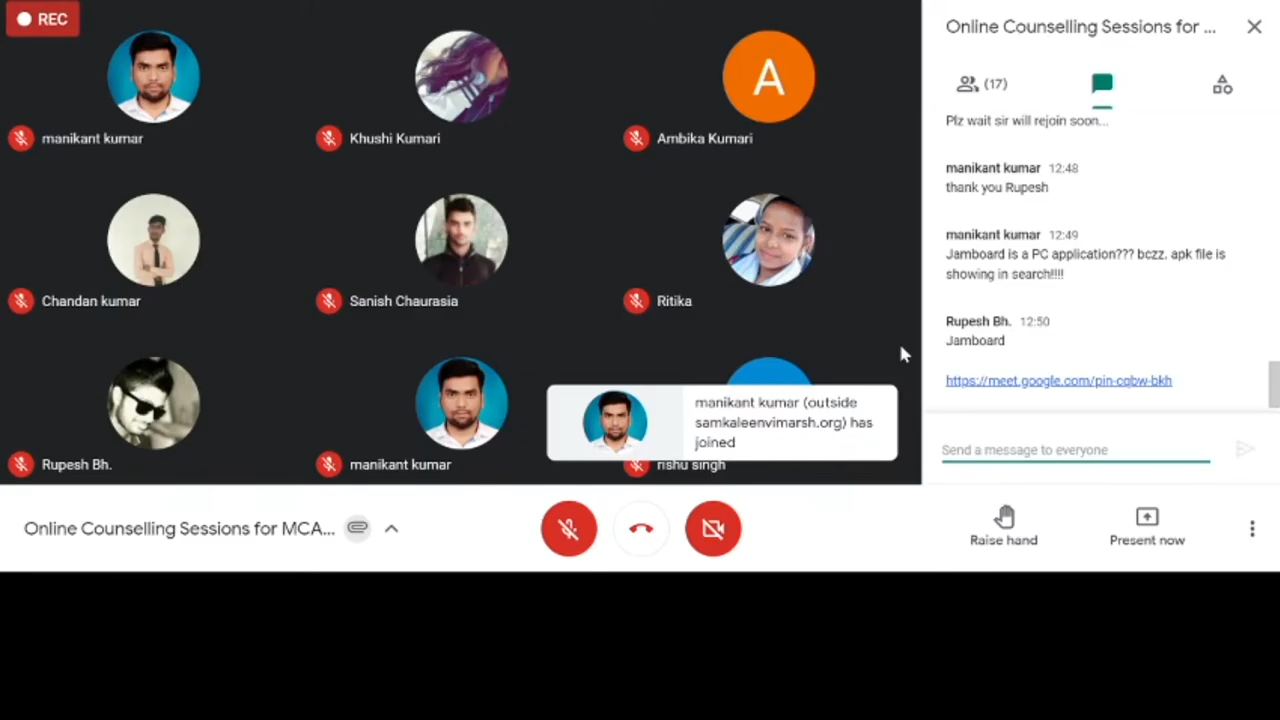 REC
manikant kumar
Khushi Kumari
A
Ambika Kumari
Chandan kumar
Sanish Chaurasia
Ritika
Rupesh Bh.
manikant kumar
rishu singh
manikant kumar (outside
samkaleenvimarsh.org) has
joined
Online Counselling Sessions for ...
(17)
Plz wait sir will rejoin soon...
manikant kumar 12:48
thank you Rupesh
manikant kumar 12:49
Jamboard is a PC application??? bczz. apk file is
showing in search!!!!
Rupesh Bh. 12:50
Jamboard
https://meet.google.com/pin-cqbw-bkh
Send a message to everyone
Online Counselling Sessions for MCA...
Raise hand
Present now